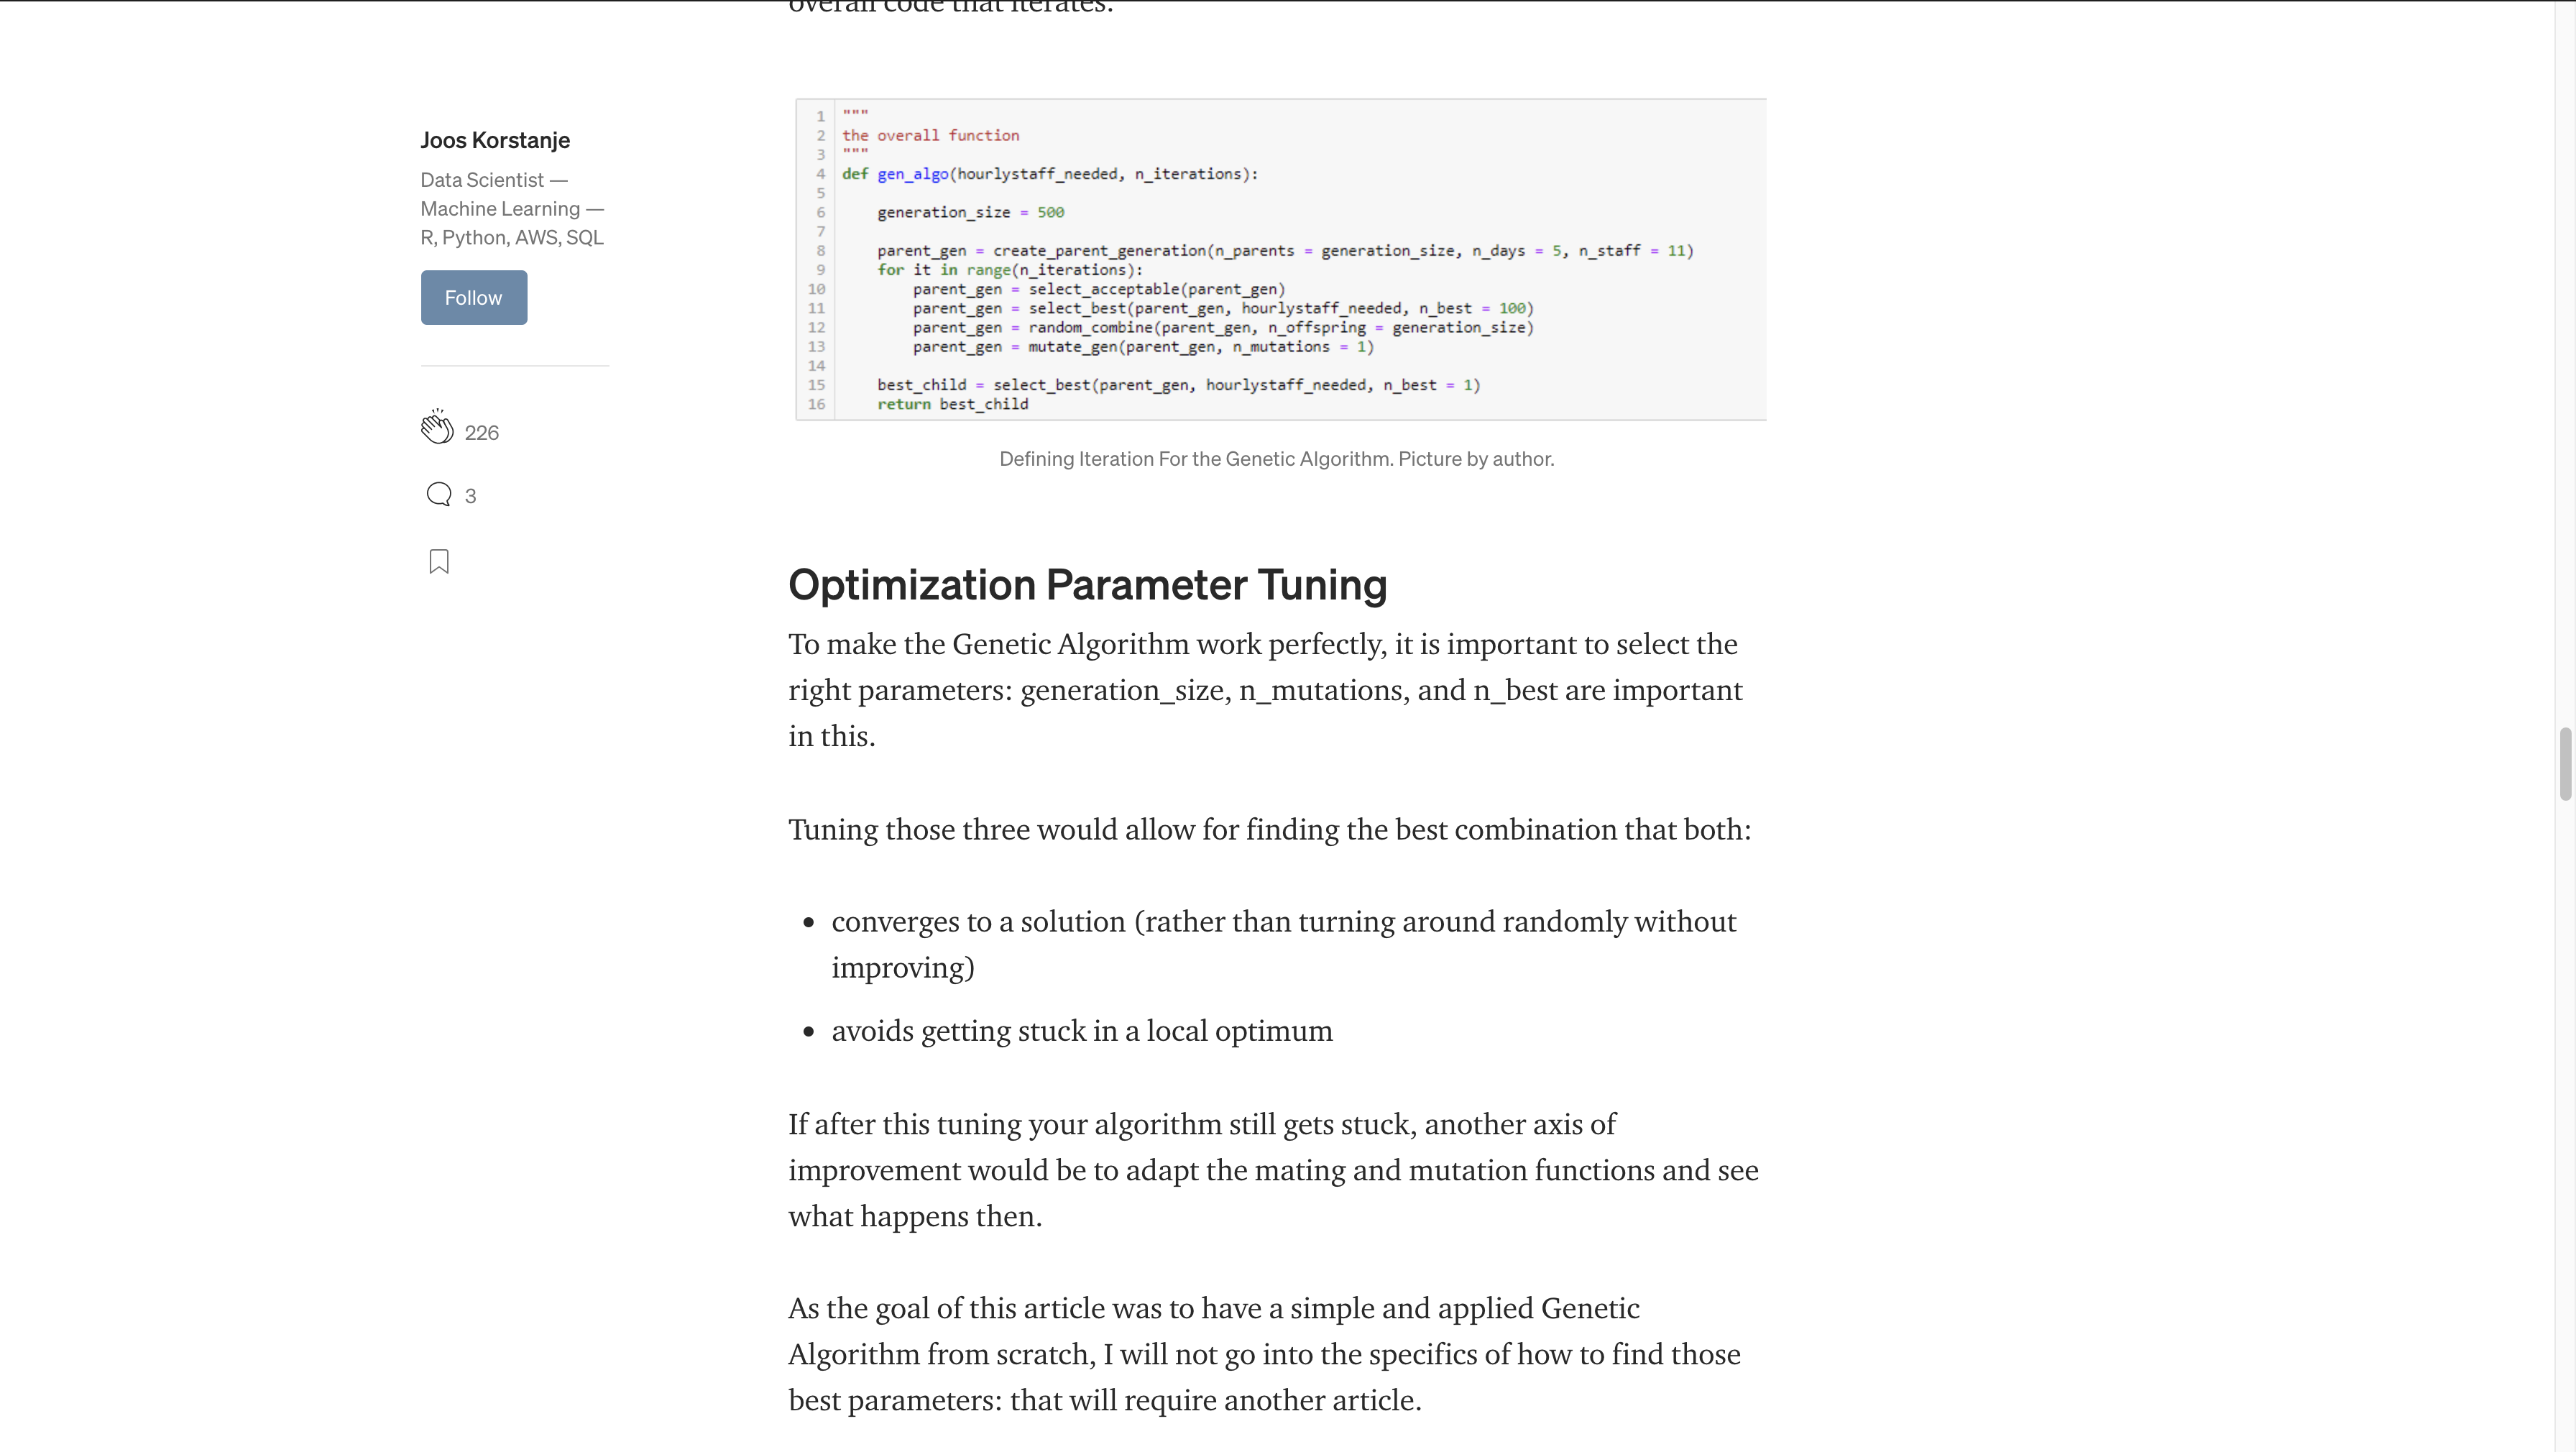 overall code that iterates.
Joos Korstanje
Data Scientist —
Machine Learning —
R, Python, AWS, SQL
Follow
226
3
1 """
2 the overall function
3 """
4 def gen_algo(hourlystaff_needed, n_iterations):
5
6     generation_size = 500
7
8     parent_gen = create_parent_generation(n_parents = generation_size, n_days = 5, n_staff = 11)
9     for it in range(n_iterations):
10         parent_gen = select_acceptable(parent_gen)
11         parent_gen = select_best(parent_gen, hourlystaff_needed, n_best = 100)
12         parent_gen = random_combine(parent_gen, n_offspring = generation_size)
13         parent_gen = mutate_gen(parent_gen, n_mutations = 1)
14
15     best_child = select_best(parent_gen, hourlystaff_needed, n_best = 1)
16     return best_child
Defining Iteration For the Genetic Algorithm. Picture by author.
Optimization Parameter Tuning
To make the Genetic Algorithm work perfectly, it is important to select the
right parameters: generation_size, n_mutations, and n_best are important
in this.
Tuning those three would allow for finding the best combination that both:
• converges to a solution (rather than turning around randomly without
improving)
• avoids getting stuck in a local optimum
If after this tuning your algorithm still gets stuck, another axis of
improvement would be to adapt the mating and mutation functions and see
what happens then.
As the goal of this article was to have a simple and applied Genetic
Algorithm from scratch, I will not go into the specifics of how to find those
best parameters: that will require another article.